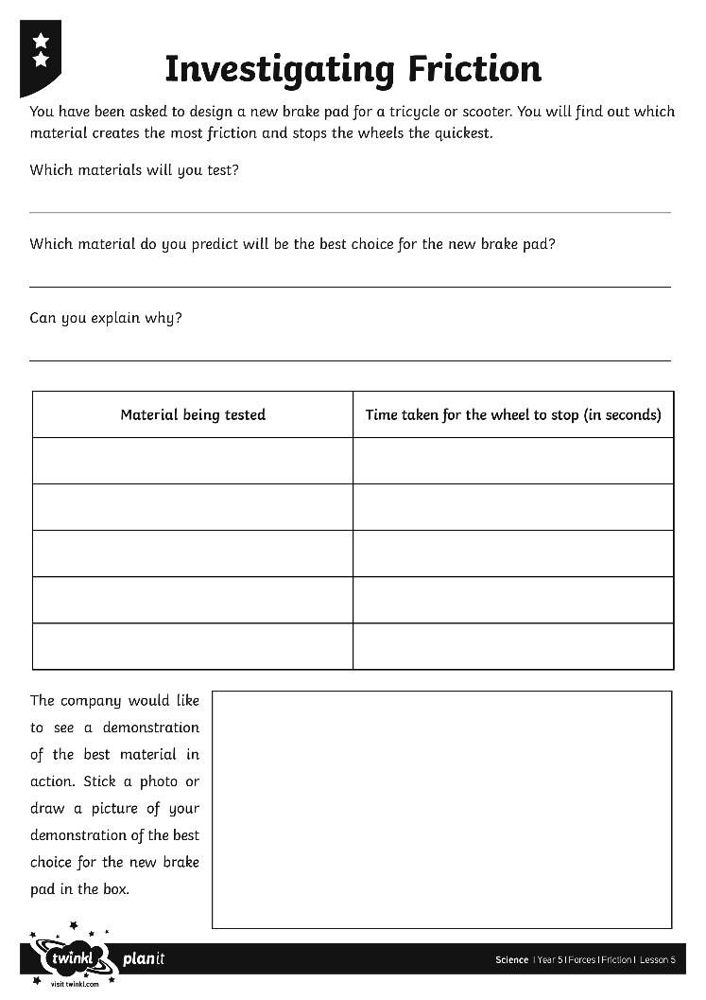 Investigating Friction
You have been asked to design a new brake pad for a tricycle or scooter. You will find out which
material creates the most friction and stops the wheels the quickest.
Which materials will you test?
Which material do you predict will be the best choice for the new brake pad?
Can you explain why?
Material being tested
Time taken for the wheel to stop (in seconds)
The company would like
to see a demonstration
of the best material in
action. Stick a photo or
draw a picture of your
demonstration of the best
choice for the new brake
pad in the box.
twinkl planit
visit twinkl.com
Science | Year 5 | Forces | Friction | Lesson 5